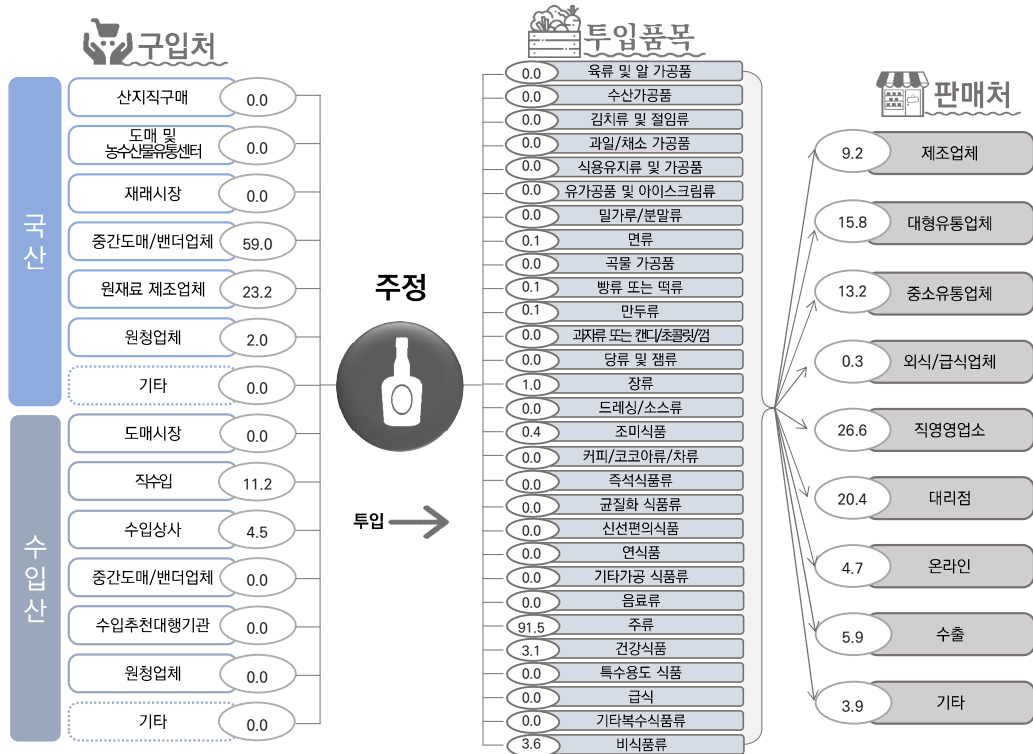 구입처
국산
산지직구매 0.0
도매 및
농수산물유통센터 0.0
재래시장 0.0
중간도매/밴더업체 59.0
원재료 제조업체 23.2
원청업체 2.0
기타 0.0
수입산
도매시장 0.0
직수입 11.2
수입상사 4.5
중간도매/밴더업체 0.0
수입추천대행기관 0.0
원청업체 0.0
기타 0.0
주정
투입
투입품목
0.0 육류 및 알 가공품
0.0 수산가공품
0.0 김치류 및 절임류
0.0 과일/채소 가공품
0.0 식용유지류 및 가공품
0.0 유가공품 및 아이스크림류
0.0 밀가루/분말류
0.1 면류
0.0 곡물 가공품
0.1 빵류 또는 떡류
0.1 만두류
0.0 과자류 또는 캔디/초콜릿/껌
0.0 당류 및 잼류
1.0 장류
0.0 드레싱/소스류
0.4 조미식품
0.0 커피/코코아류/차류
0.0 즉석식품류
0.0 균질화 식품류
0.0 신선편의식품
0.0 연식품
0.0 기타가공 식품류
0.0 음료류
91.5 주류
3.1 건강식품
0.0 특수용도 식품
0.0 급식
0.0 기타복수식품류
3.6 비식품류
판매처
9.2 제조업체
15.8 대형유통업체
13.2 중소유통업체
0.3 외식/급식업체
26.6 직영영업소
20.4 대리점
4.7 온라인
5.9 수출
3.9 기타